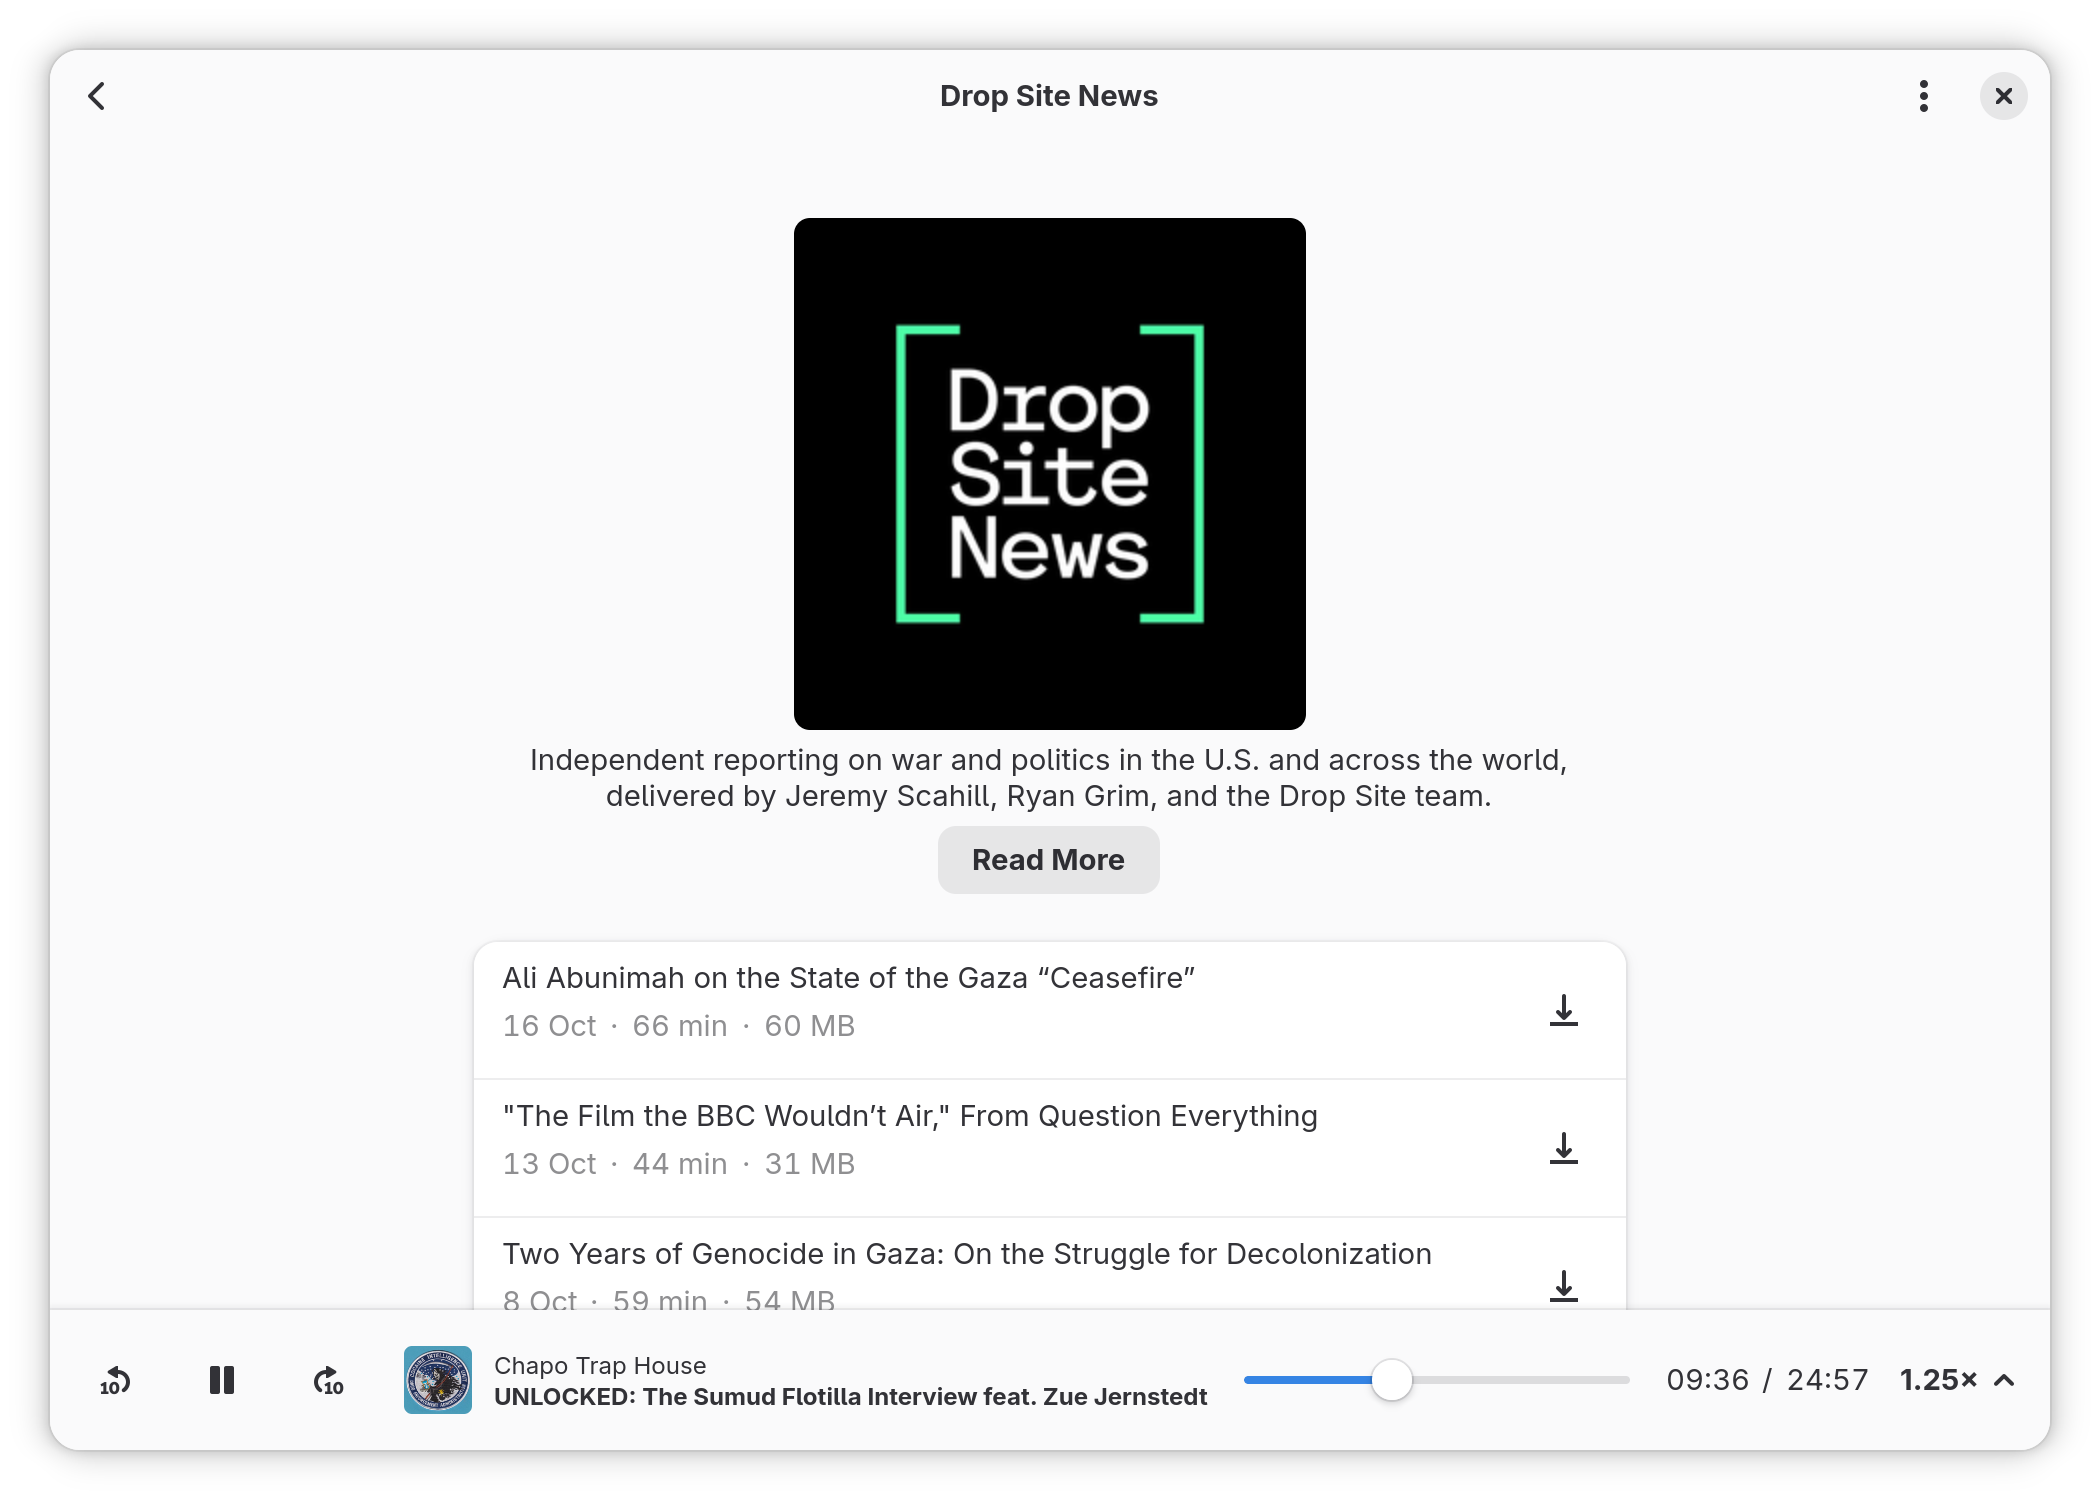 Drop Site News
Drop
Site
News
Independent reporting on war and politics in the U.S. and across the world,
delivered by Jeremy Scahill, Ryan Grim, and the Drop Site team.
Read More
Ali Abunimah on the State of the Gaza “Ceasefire”
16 Oct · 66 min · 60 MB
"The Film the BBC Wouldn’t Air," From Question Everything
13 Oct · 44 min · 31 MB
Two Years of Genocide in Gaza: On the Struggle for Decolonization
8 Oct · 59 min · 54 MB
10
10
Chapo Trap House
UNLOCKED: The Sumud Flotilla Interview feat. Zue Jernstedt
09:36 / 24:57
1.25×